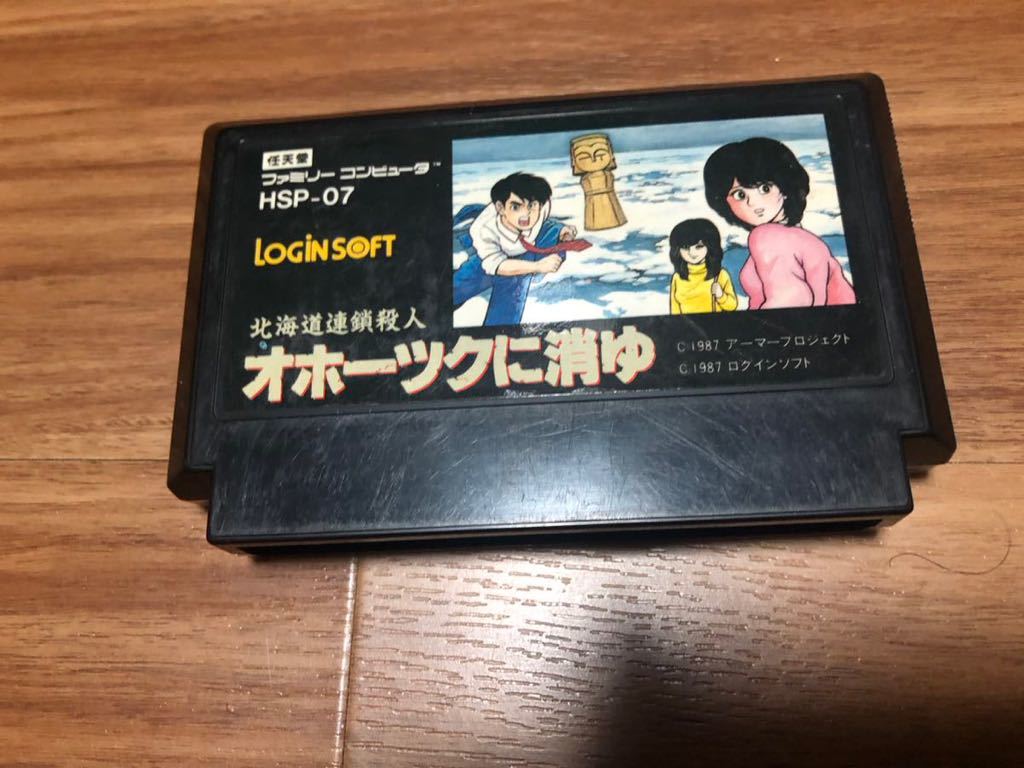 任天堂
ファミリー コンピュータ™
HSP-07
LOGiN SOFT
北海道連鎖殺人
オホーツクに消ゆ
C 1987 アーマープロジェクト
C 1987 ログインソフト